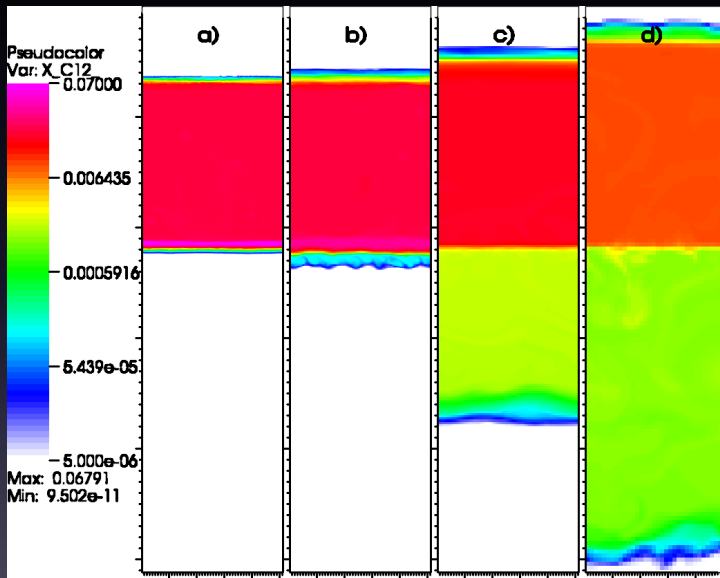 Pseudocolor
Var: X_C12
0.07000
0.006435
0.0005916
5.439e-05
5.000e-06
Max: 0.06791
Min: 9.502e-11
a)
b)
c)
d)